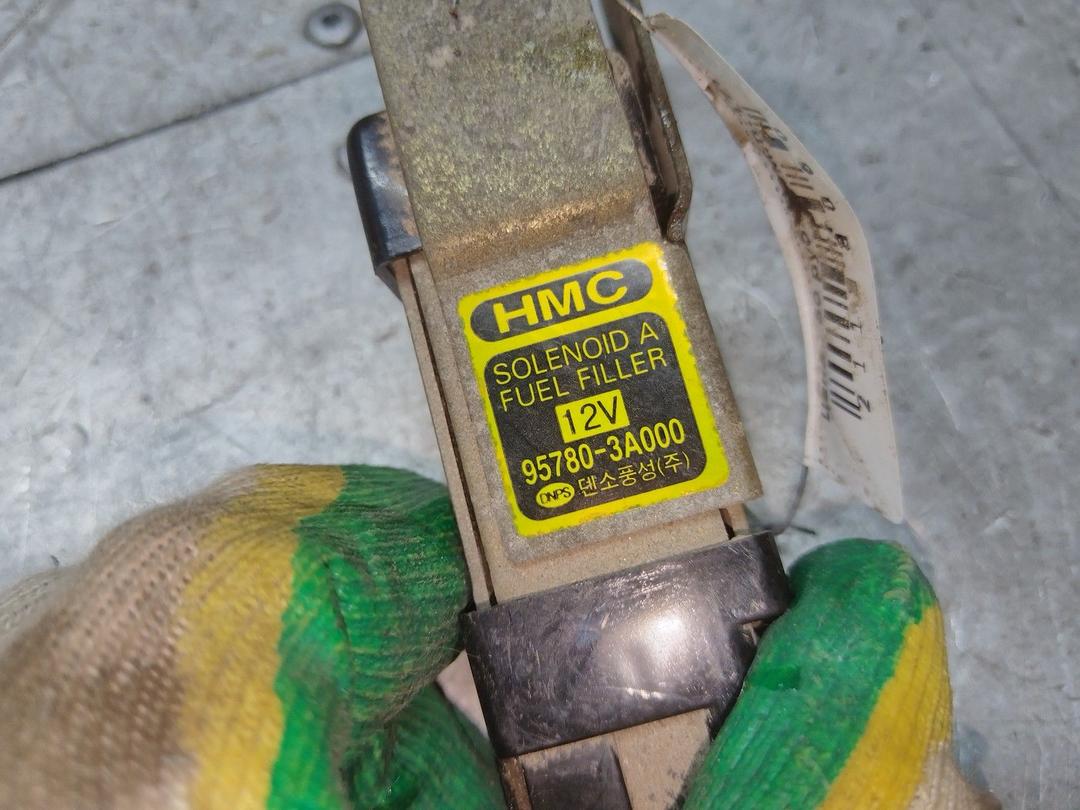 HMC
SOLENOID A
FUEL FILLER
12V
95780-3A000
DNPS 덴소풍성(주)